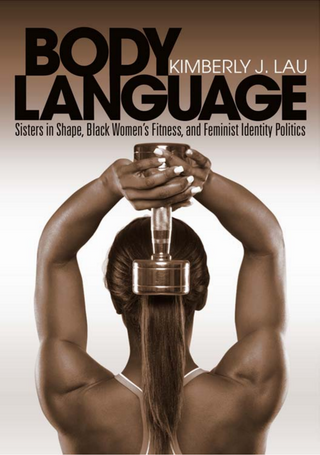 BODY
KIMBERLY J. LAU
LANGUAGE
Sisters in Shape, Black Women's Fitness, and Feminist Identity Politics